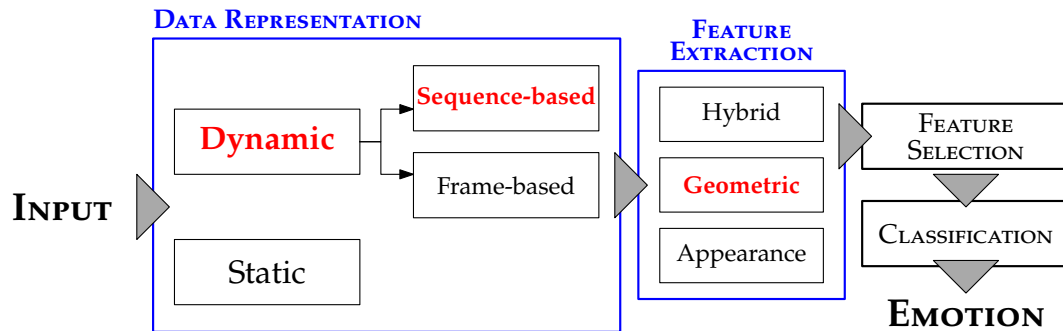 DATA REPRESENTATION
FEATURE
EXTRACTION
Sequence-based
Dynamic
Frame-based
Static
INPUT
Hybrid
Geometric
Appearance
FEATURE
SELECTION
CLASSIFICATION
EMOTION